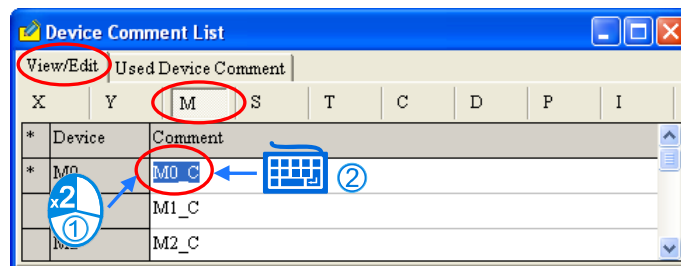 Device Comment List
View/Edit Used Device Comment
X Y M S T C D P I
* Device Comment
* M0 M0_C
②
x2
① M1_C
M2_C